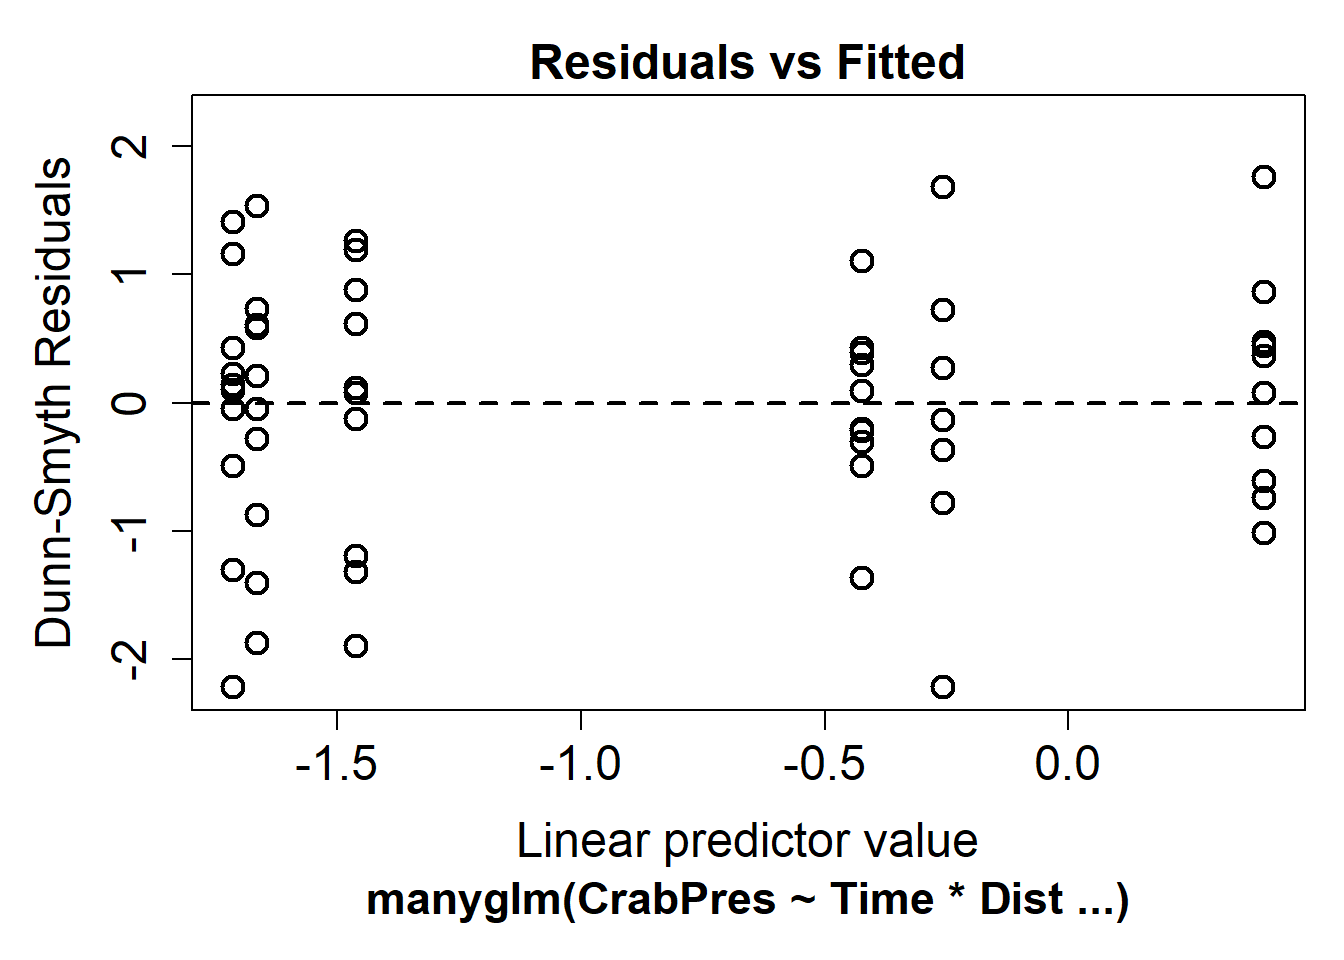 Residuals vs Fitted
Dunn-Smyth Residuals
2
1
0
-1
-2
-1.5 -1.0 -0.5 0.0
Linear predictor value
manyglm(CrabPres ~ Time * Dist ...)